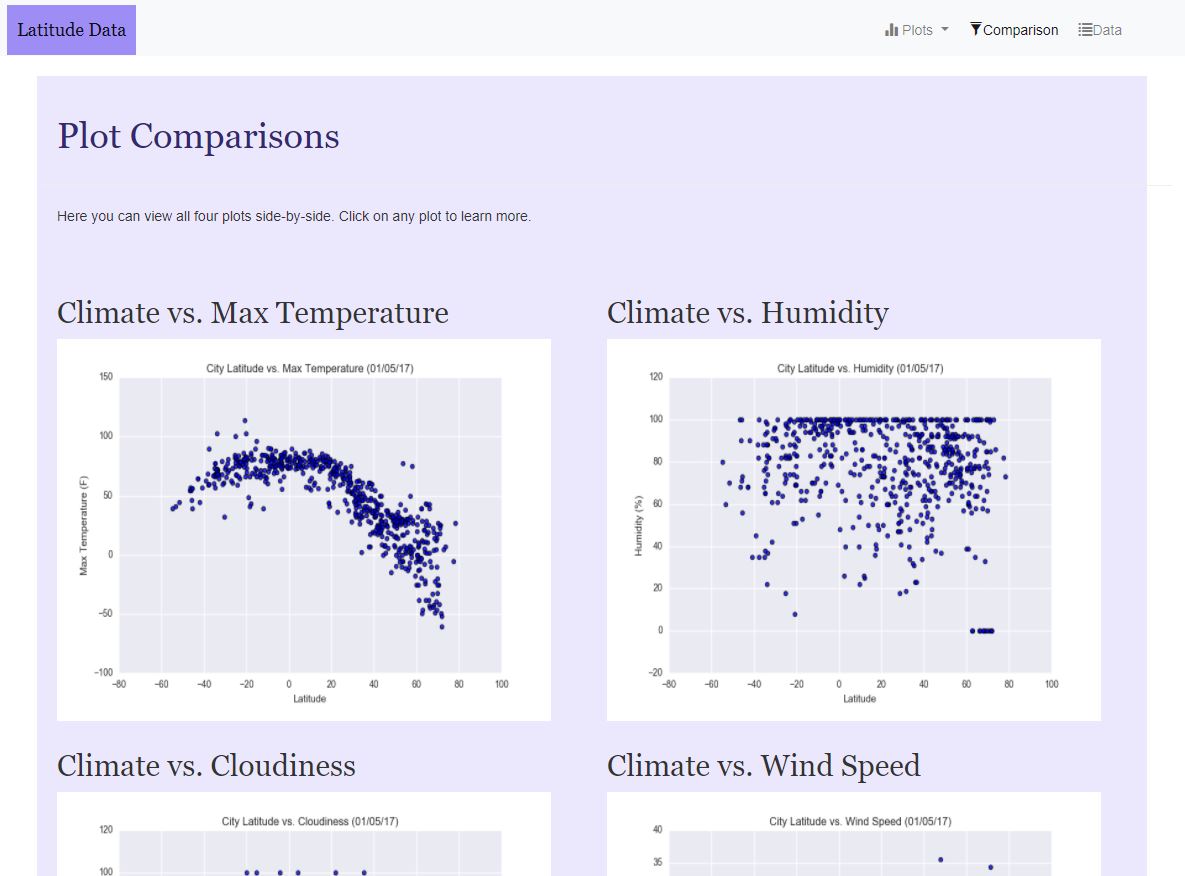 Latitude Data
Plots
Comparison
Data
Plot Comparisons
Here you can view all four plots side-by-side. Click on any plot to learn more.
Climate vs. Max Temperature
City Latitude vs. Max Temperature (01/05/17)
150
100
50
0
−50
−100
Max Temperature (F)
−80 −60 −40 −20 0 20 40 60 80 100
Latitude
Climate vs. Humidity
City Latitude vs. Humidity (01/05/17)
120
100
80
60
40
20
0
−20
Humidity (%)
−80 −60 −40 −20 0 20 40 60 80 100
Latitude
Climate vs. Cloudiness
City Latitude vs. Cloudiness (01/05/17)
120
100
Climate vs. Wind Speed
City Latitude vs. Wind Speed (01/05/17)
40
35